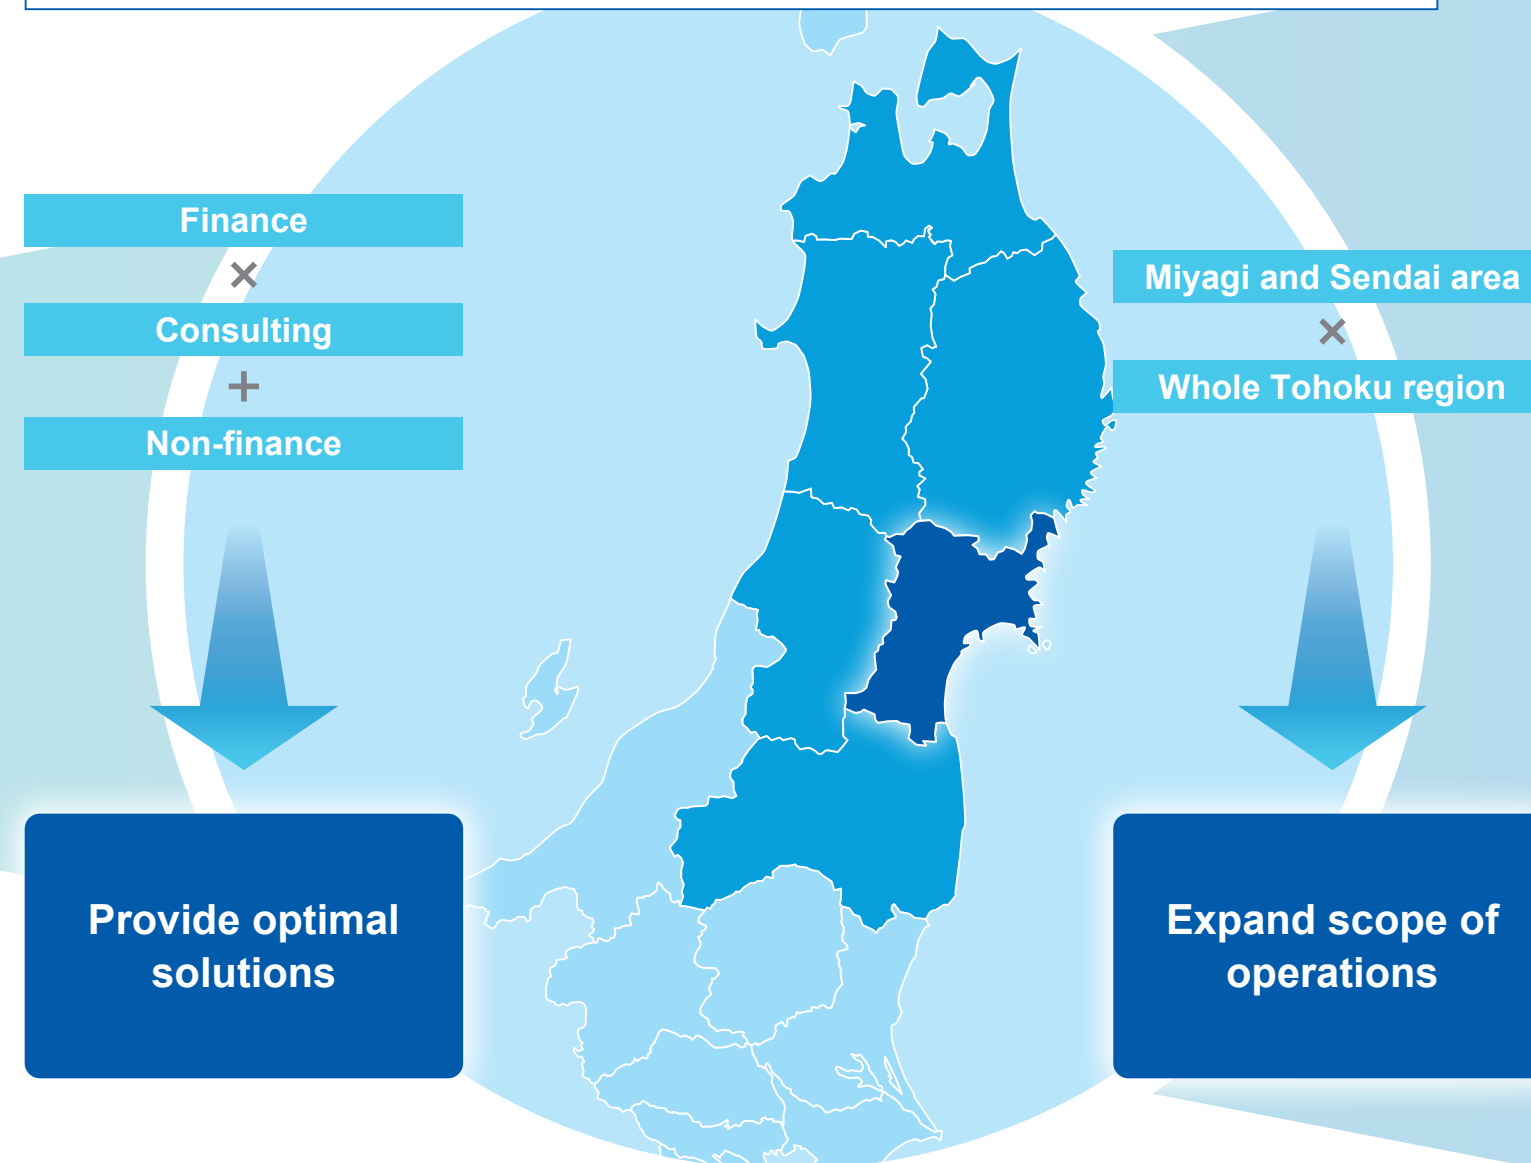 Finance
×
Consulting
+
Non-finance
Provide optimal
solutions
Miyagi and Sendai area
×
Whole Tohoku region
Expand scope of
operations